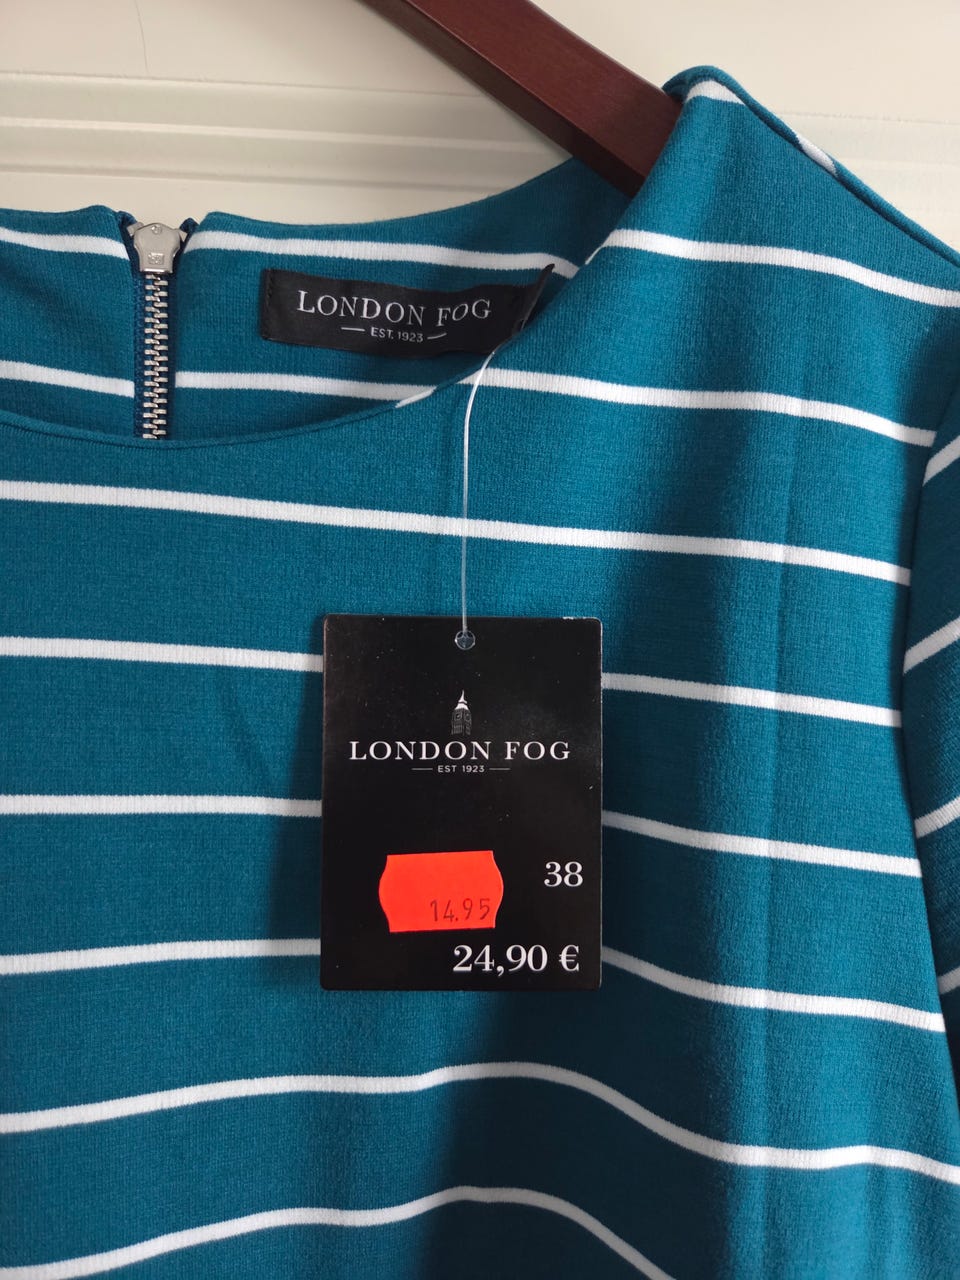 LONDON FOG
EST. 1923
LONDON FOG
EST 1923
38
14.95
24,90 €